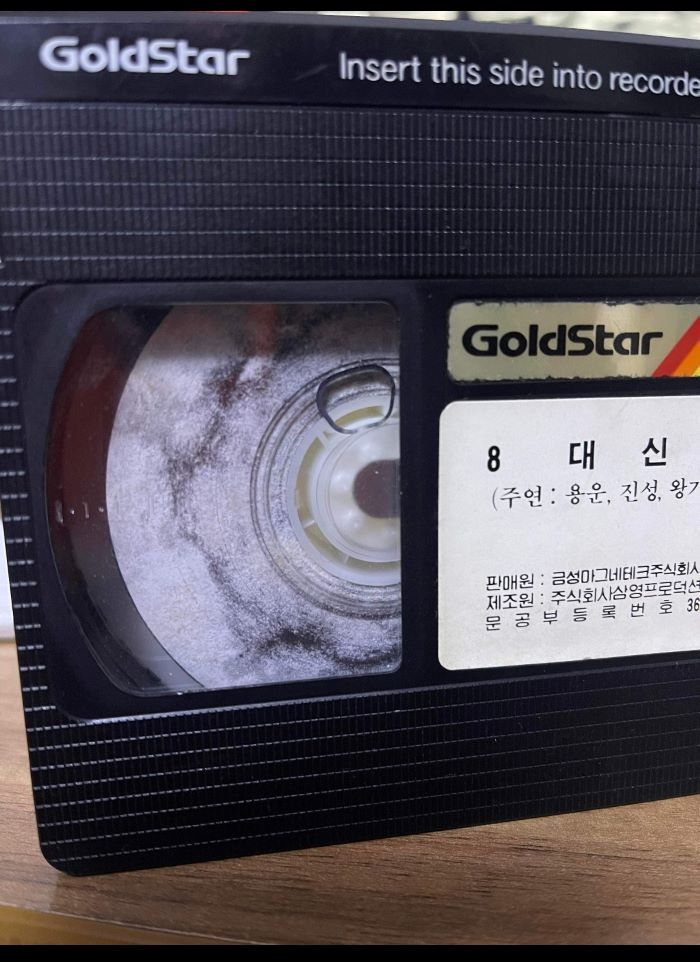 GoldStar
Insert this side into recorde
GoldStar
8 대 신
(주연 : 용운, 진성, 왕기
판매원 : 금성마그네테크주식회사
제조원 : 주식회사삼영프로덕션
문 공 부 등 록 번 호 36